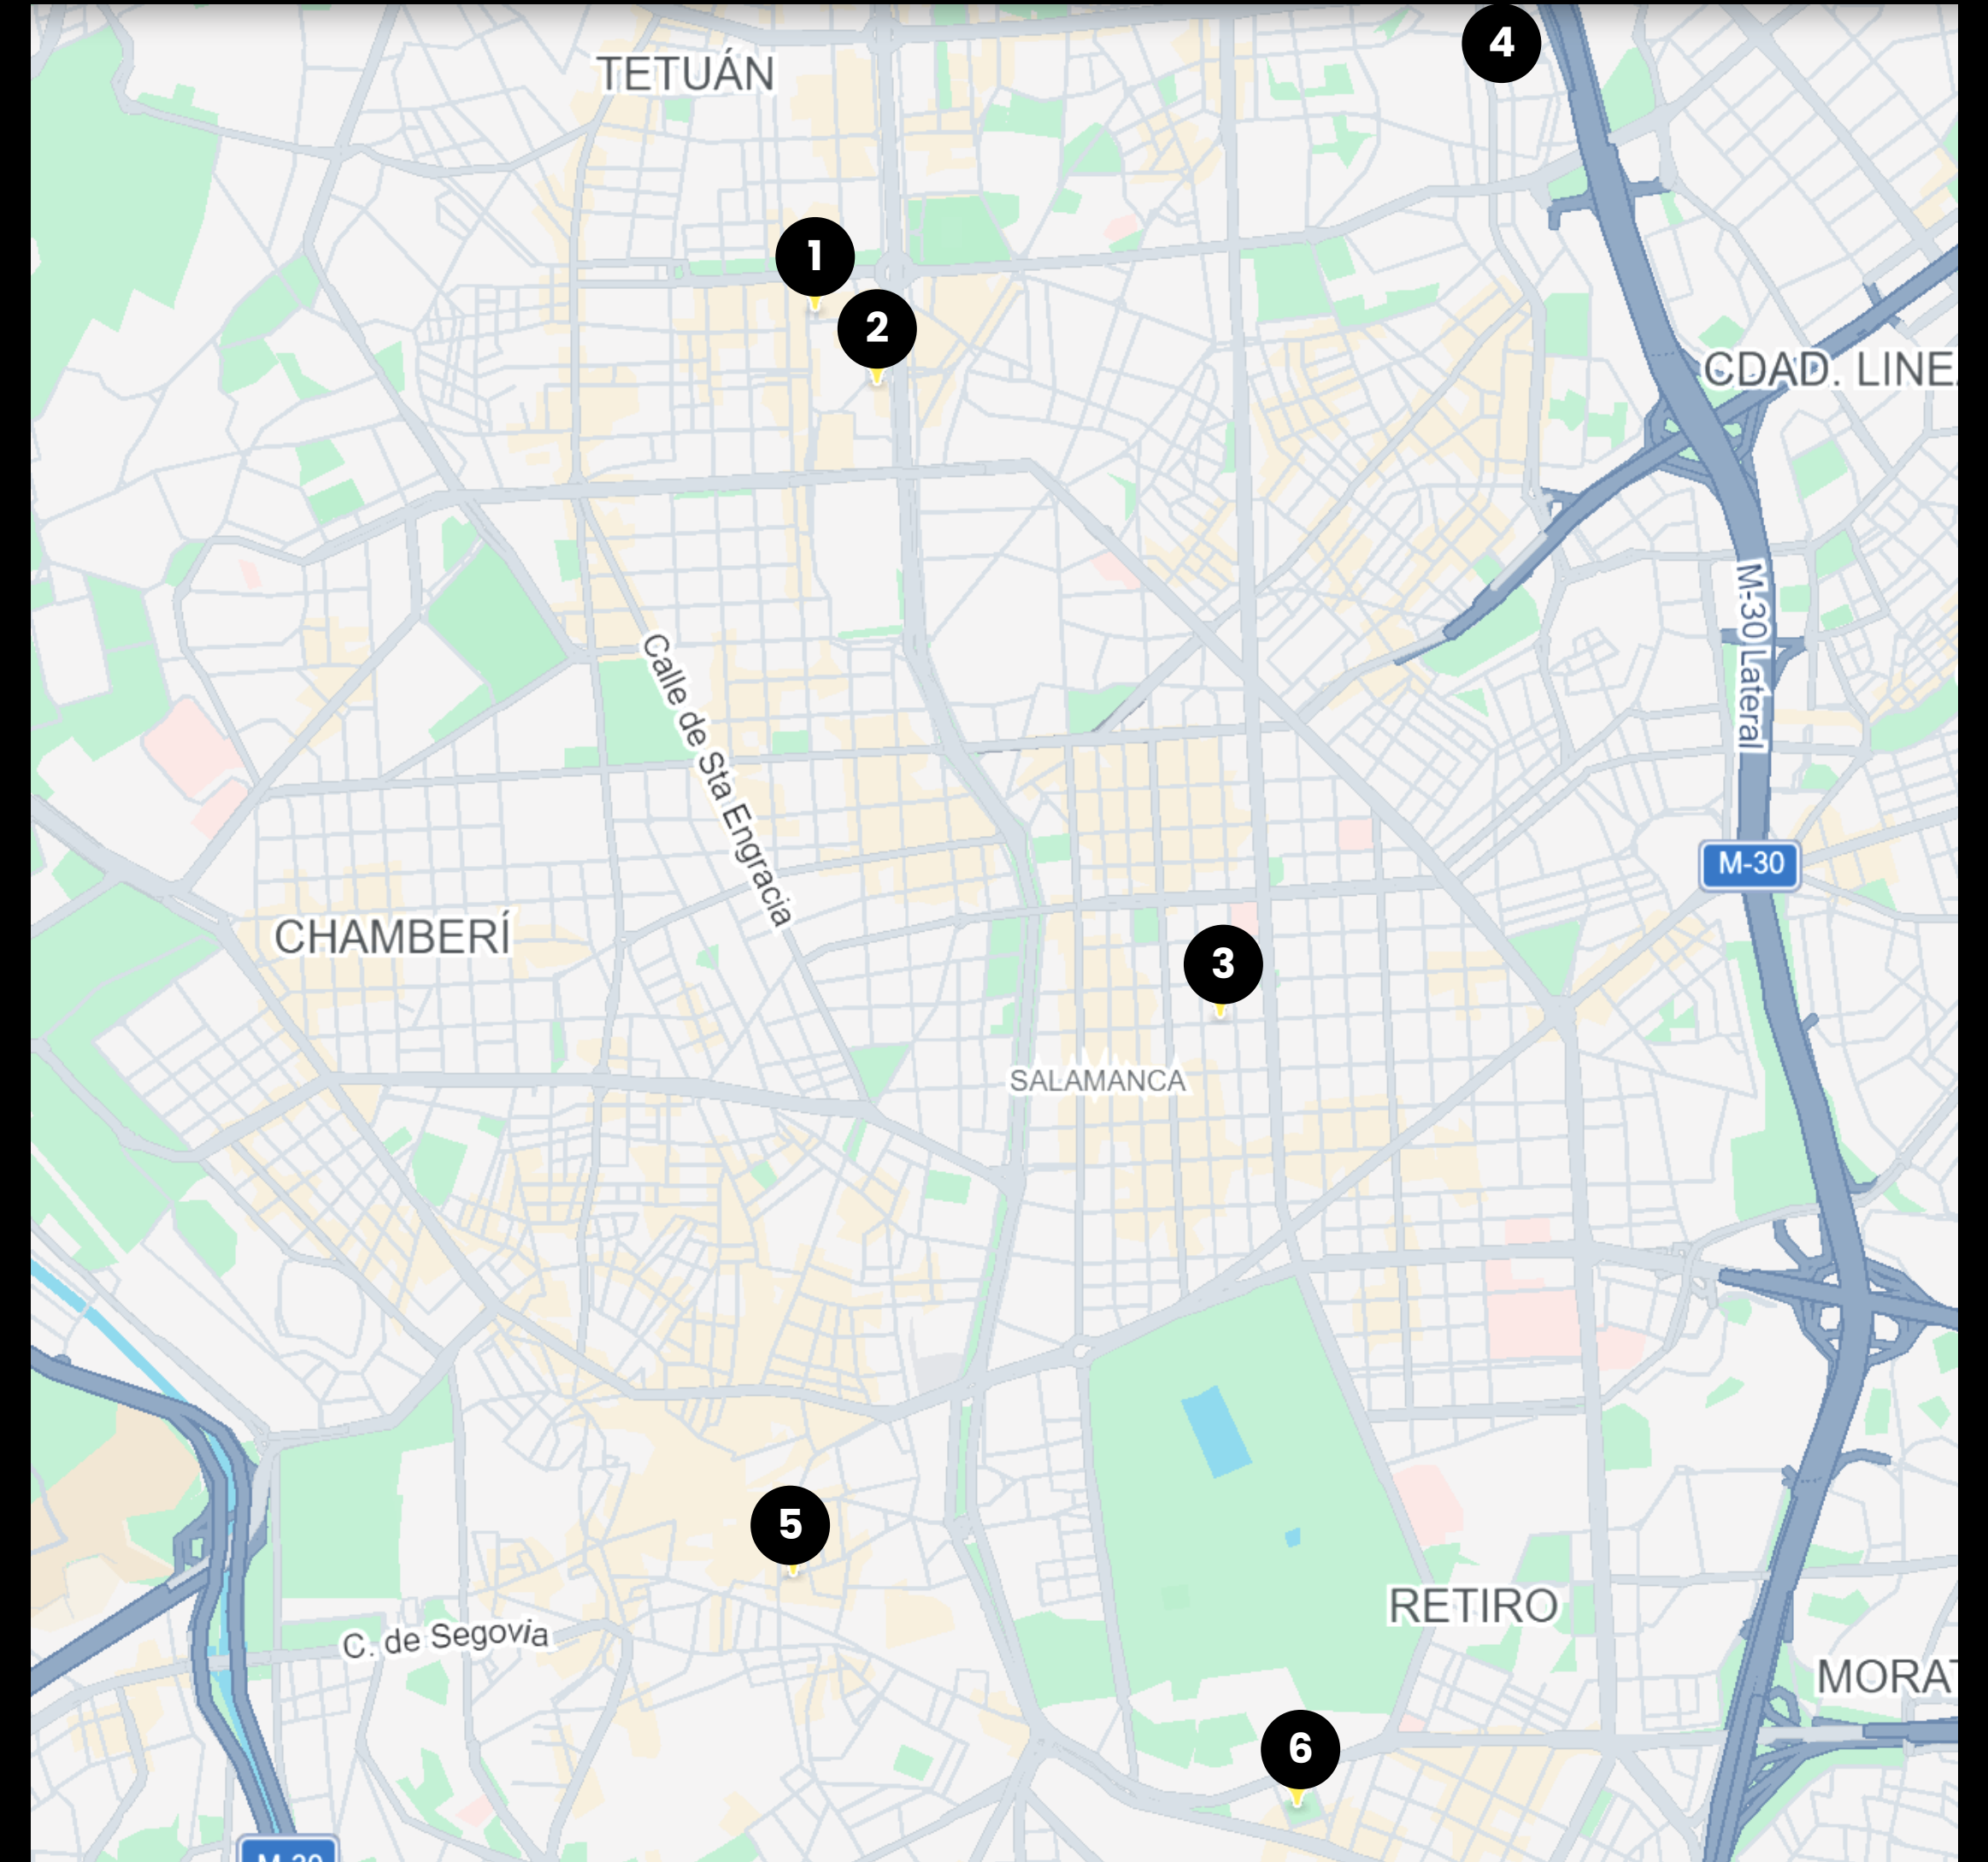 4
TETUÁN
1
2
CDAD. LINE
M-30 Lateral
Calle de Sta Engracia
M-30
CHAMBERÍ
3
SALAMANCA
5
RETIRO
C. de Segovia
MORAT
6
M-30